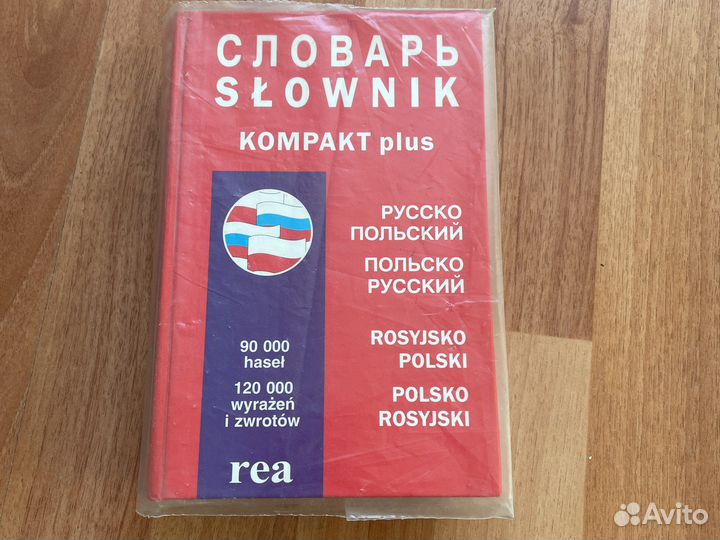 СЛОВАРЬ
SŁOWNIK
KOMPAKT plus
РУССКО
ПОЛЬСКИЙ
ПОЛЬСКО
РУССКИЙ
ROSYJSKO
POLSKI
POLSKO
ROSYJSKI
90 000
haseł
120 000
wyrażeń
i zwrotów
rea
Avito